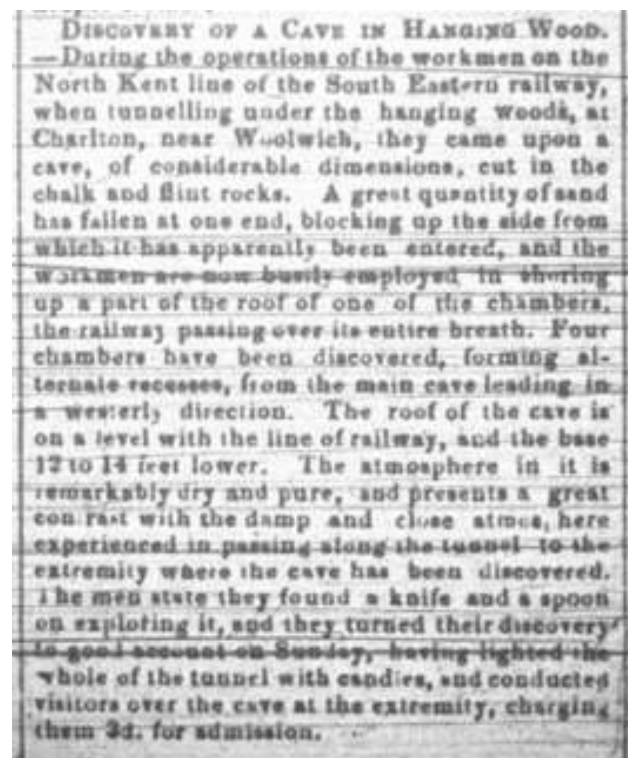 DISCOVERY OF A CAVE IN HANGING WOOD.
—During the operations of the workmen on the
North Kent line of the South Eastern railway,
when tunnelling under the hanging woods, at
Charlton, near Woolwich, they came upon a
cave, of considerable dimensions, cut in the
chalk and flint rocks. A great quantity of sand
has fallen at one end, blocking up the side from
which it has apparently been entered, and the
workmen are now busily employed in shoring
up a part of the roof of one of the chambers,
the railway passing over its entire breath. Four
chambers have been discovered, forming al-
ternate recesses, from the main cave leading in
a westerly direction. The roof of the cave is
on a level with the line of railway, and the base
12 to 14 feet lower. The atmosphere in it is
remarkably dry and pure, and presents a great
contrast with the damp and close atmos, here
experienced in passing along the tunnel to the
extremity where the cave has been discovered.
The men state they found a knife and a spoon
on exploring it, and they turned their discovery
to good account on Sunday, having lighted the
whole of the tunnel with candles, and conducted
visitors over the cave at the extremity, charging
them 3d. for admission.